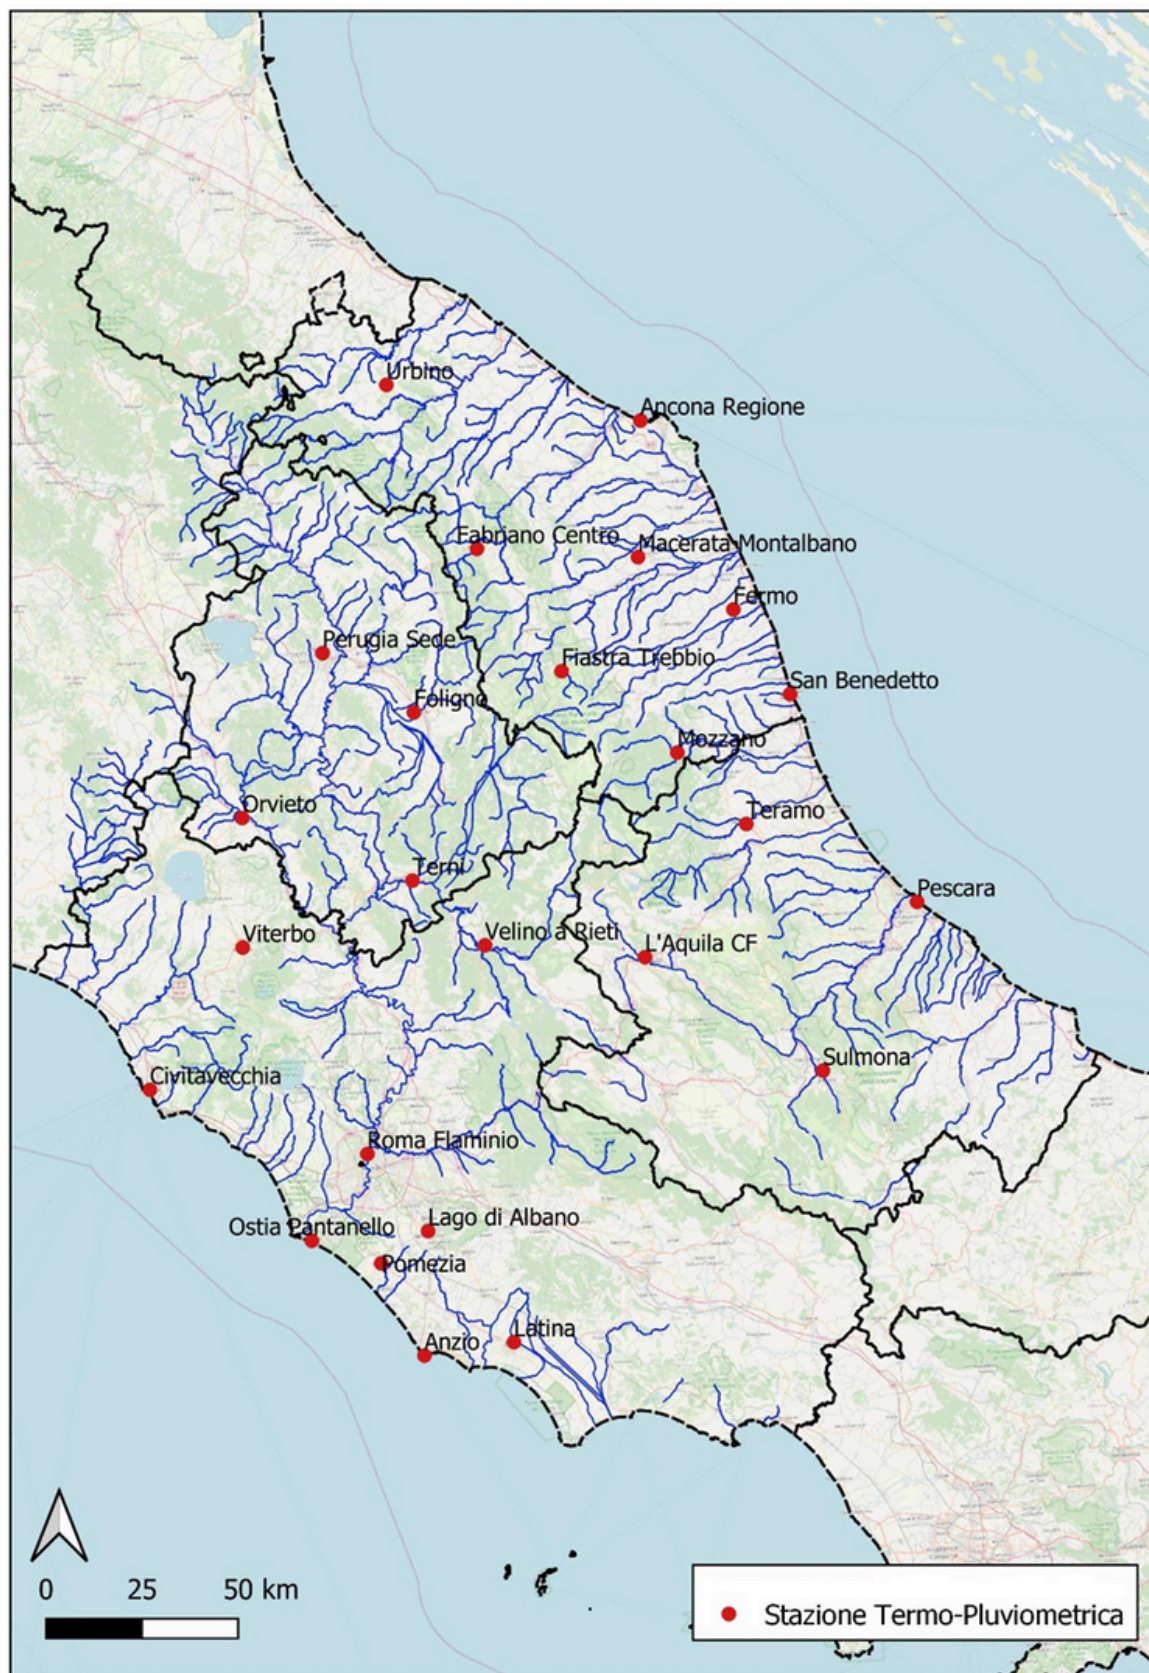 Urbino
Ancona Regione
Fabriano Centro
Macerata Montalbano
Fermo
Perugia Sede
Fiastra Trebbio
San Benedetto
Foligno
Mozzano
Orvieto
Teramo
Terni
Pescara
Viterbo
Velino a Rieti
L'Aquila CF
Sulmona
Civitavecchia
Roma Flaminio
Ostia Pantanello
Lago di Albano
Pomezia
Latina
Anzio
0 25 50 km
Stazione Termo-Pluviometrica